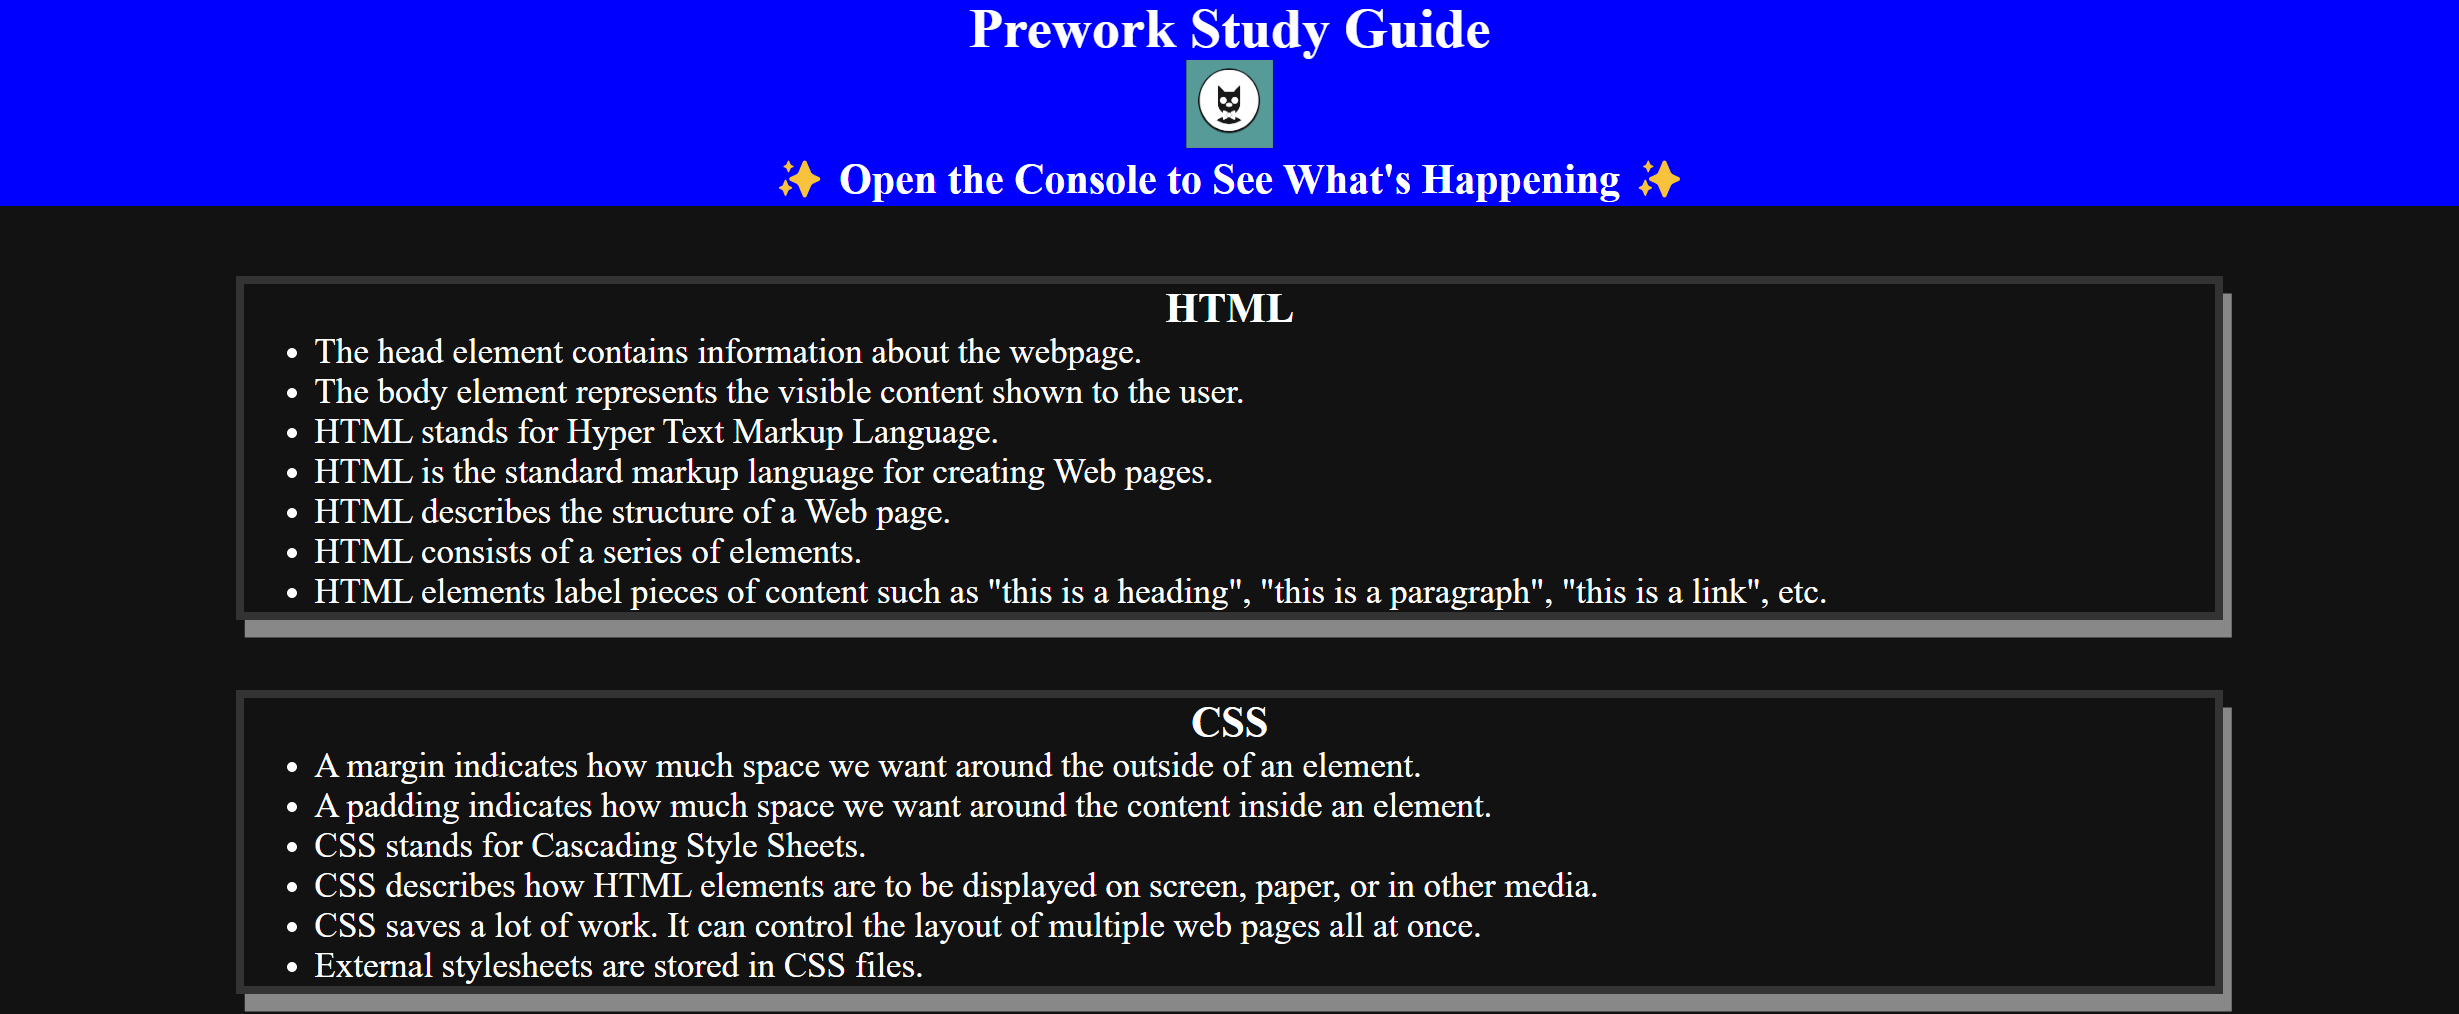 Prework Study Guide
✨ Open the Console to See What's Happening ✨
HTML
• The head element contains information about the webpage.
• The body element represents the visible content shown to the user.
• HTML stands for Hyper Text Markup Language.
• HTML is the standard markup language for creating Web pages.
• HTML describes the structure of a Web page.
• HTML consists of a series of elements.
• HTML elements label pieces of content such as "this is a heading", "this is a paragraph", "this is a link", etc.
CSS
• A margin indicates how much space we want around the outside of an element.
• A padding indicates how much space we want around the content inside an element.
• CSS stands for Cascading Style Sheets.
• CSS describes how HTML elements are to be displayed on screen, paper, or in other media.
• CSS saves a lot of work. It can control the layout of multiple web pages all at once.
• External stylesheets are stored in CSS files.